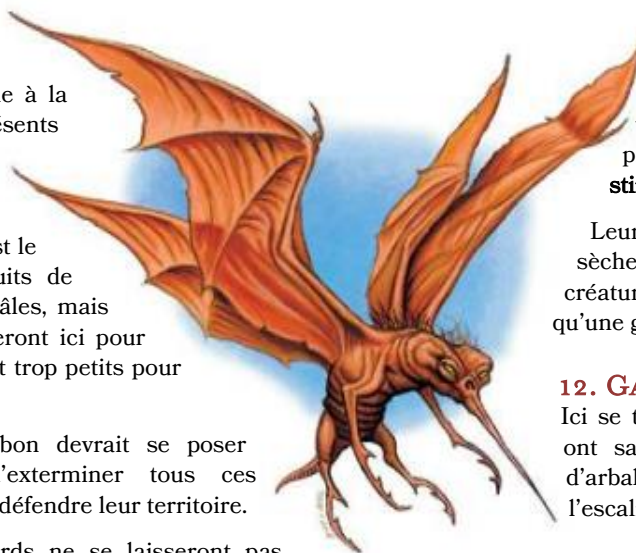 e à la
ésents
st le
uits de
âles, mais
eront ici pour
t trop petits pour
bon devrait se poser
'exterminer tous ces
défendre leur territoire.
rds ne se laisseront pas
p
sti
Leur
sèche
créatur
qu'une g
12. GA
Ici se t
ont sa
d'arbal
l'escal